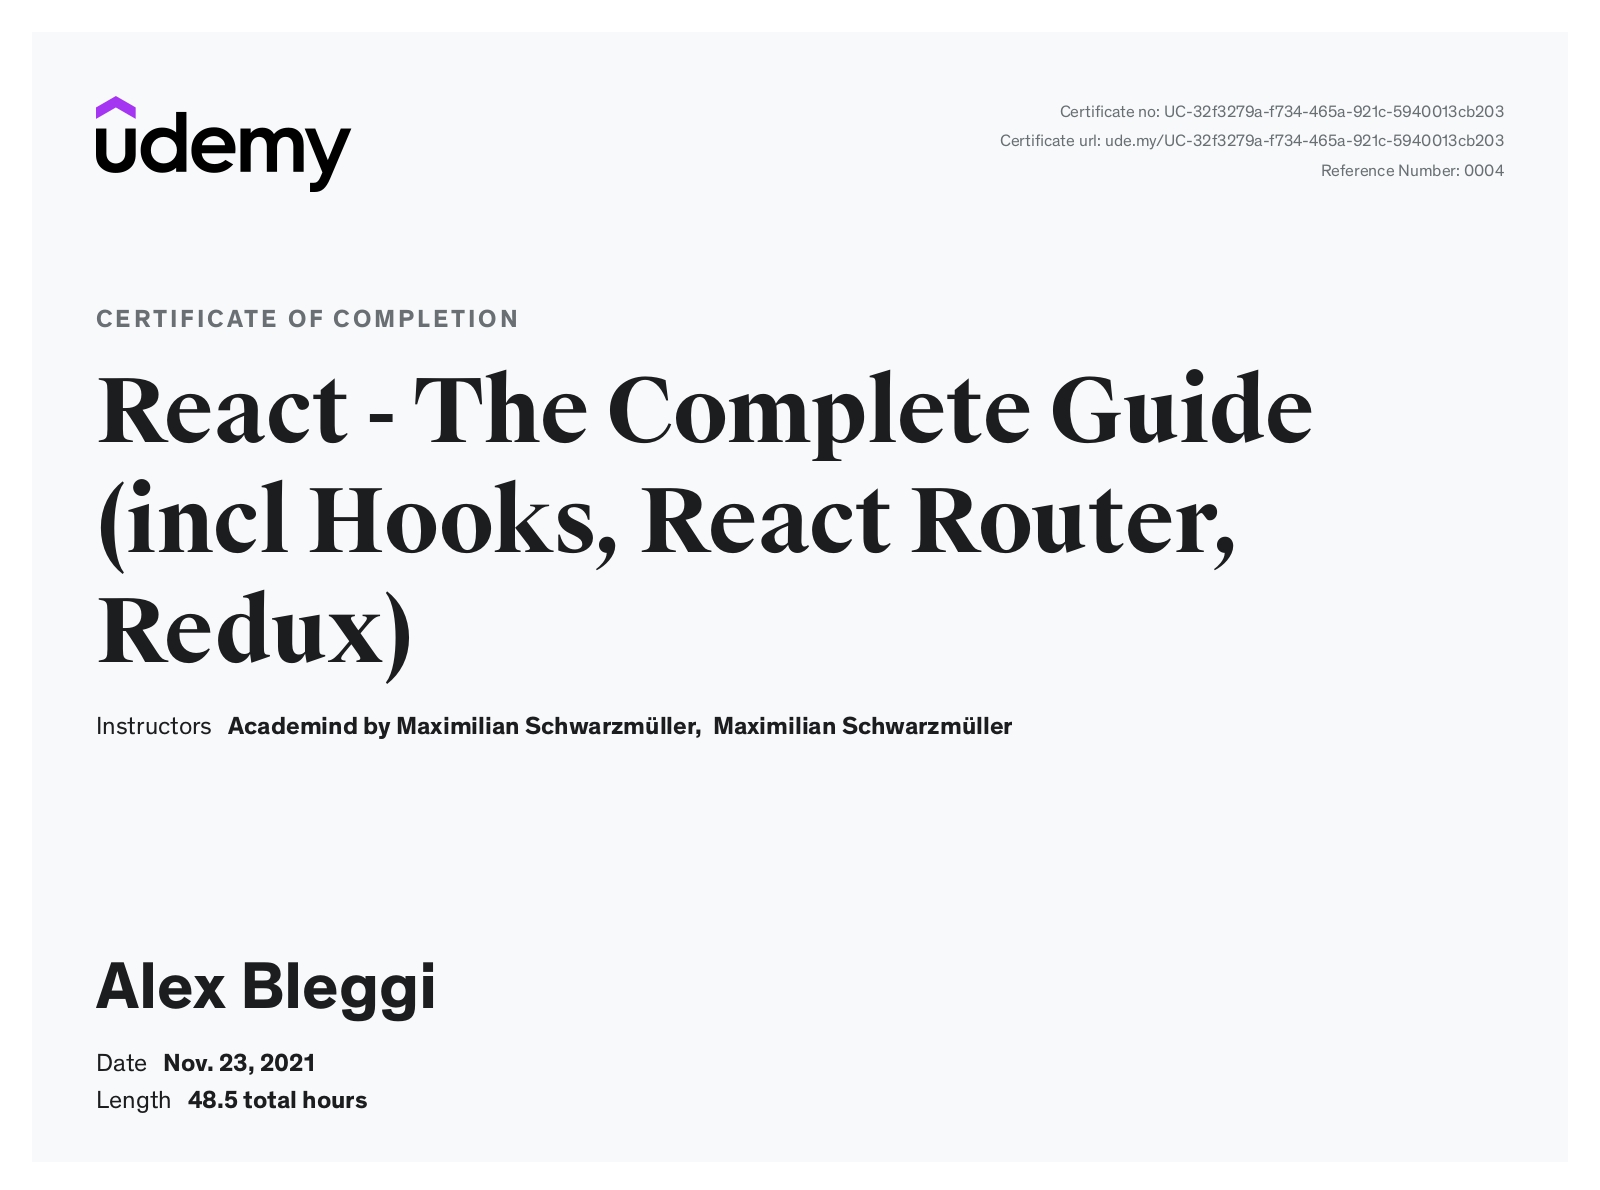 udemy
Certificate no: UC-32f3279a-f734-465a-921c-5940013cb203
Certificate url: ude.my/UC-32f3279a-f734-465a-921c-5940013cb203
Reference Number: 0004
CERTIFICATE OF COMPLETION
React - The Complete Guide
(incl Hooks, React Router,
Redux)
Instructors Academind by Maximilian Schwarzmüller, Maximilian Schwarzmüller
Alex Bleggi
Date Nov. 23, 2021
Length 48.5 total hours